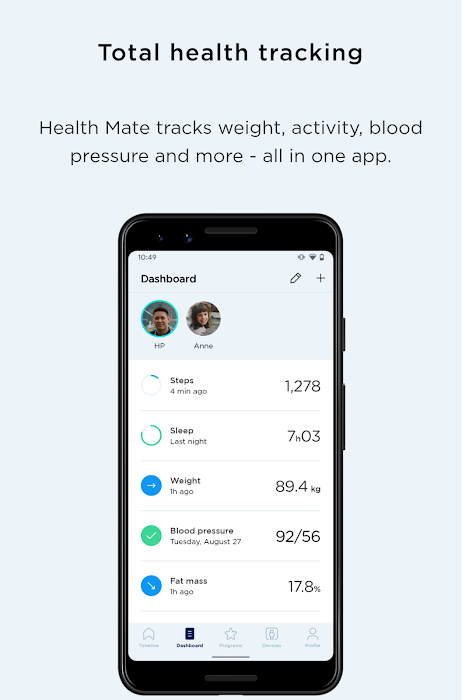 Total health tracking
Health Mate tracks weight, activity, blood
pressure and more - all in one app.
10:49
Dashboard
HP
Anne
Steps
4 min ago
1,278
Sleep
Last night
7h03
Weight
1h ago
89.4 kg
Blood pressure
Tuesday, August 27
92/56
Fat mass
1h ago
17.8%
Timeline
Dashboard
Programs
Devices
Profile